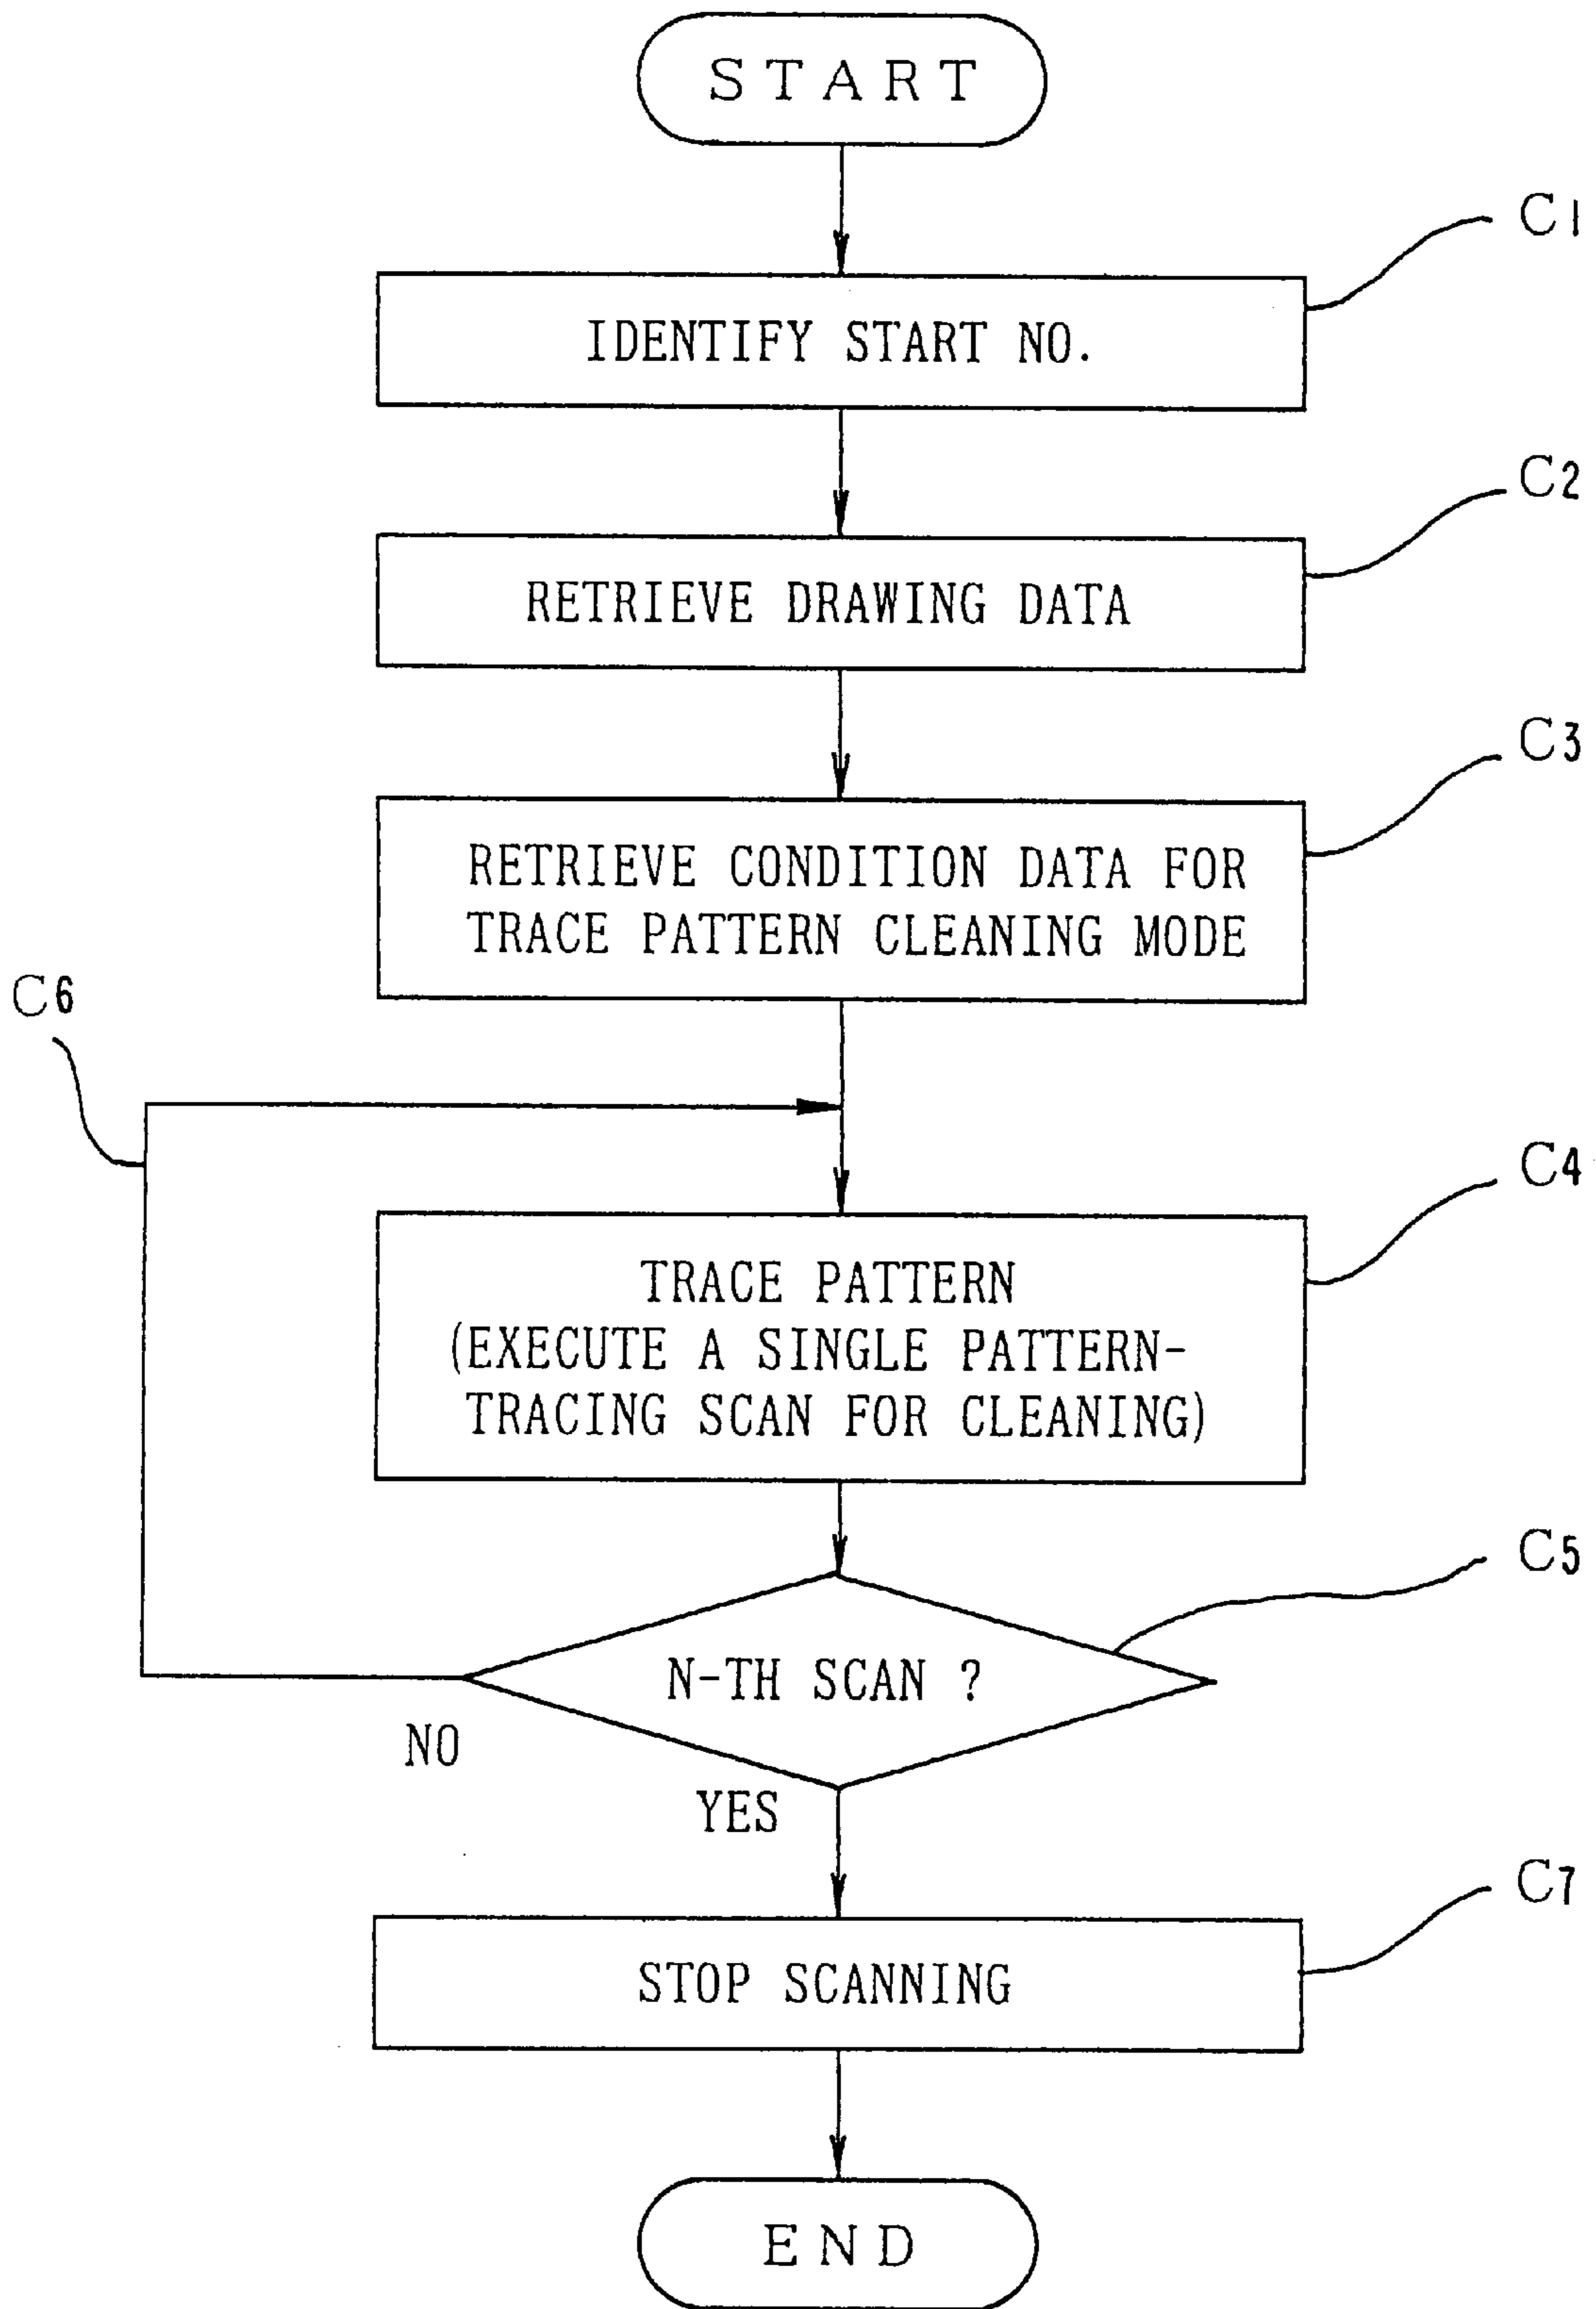 START
C1
IDENTIFY START NO.
C2
RETRIEVE DRAWING DATA
C3
RETRIEVE CONDITION DATA FOR
TRACE PATTERN CLEANING MODE
C6
C4
TRACE PATTERN
(EXECUTE A SINGLE PATTERN-
TRACING SCAN FOR CLEANING)
C5
N-TH SCAN ?
NO
YES
C7
STOP SCANNING
END